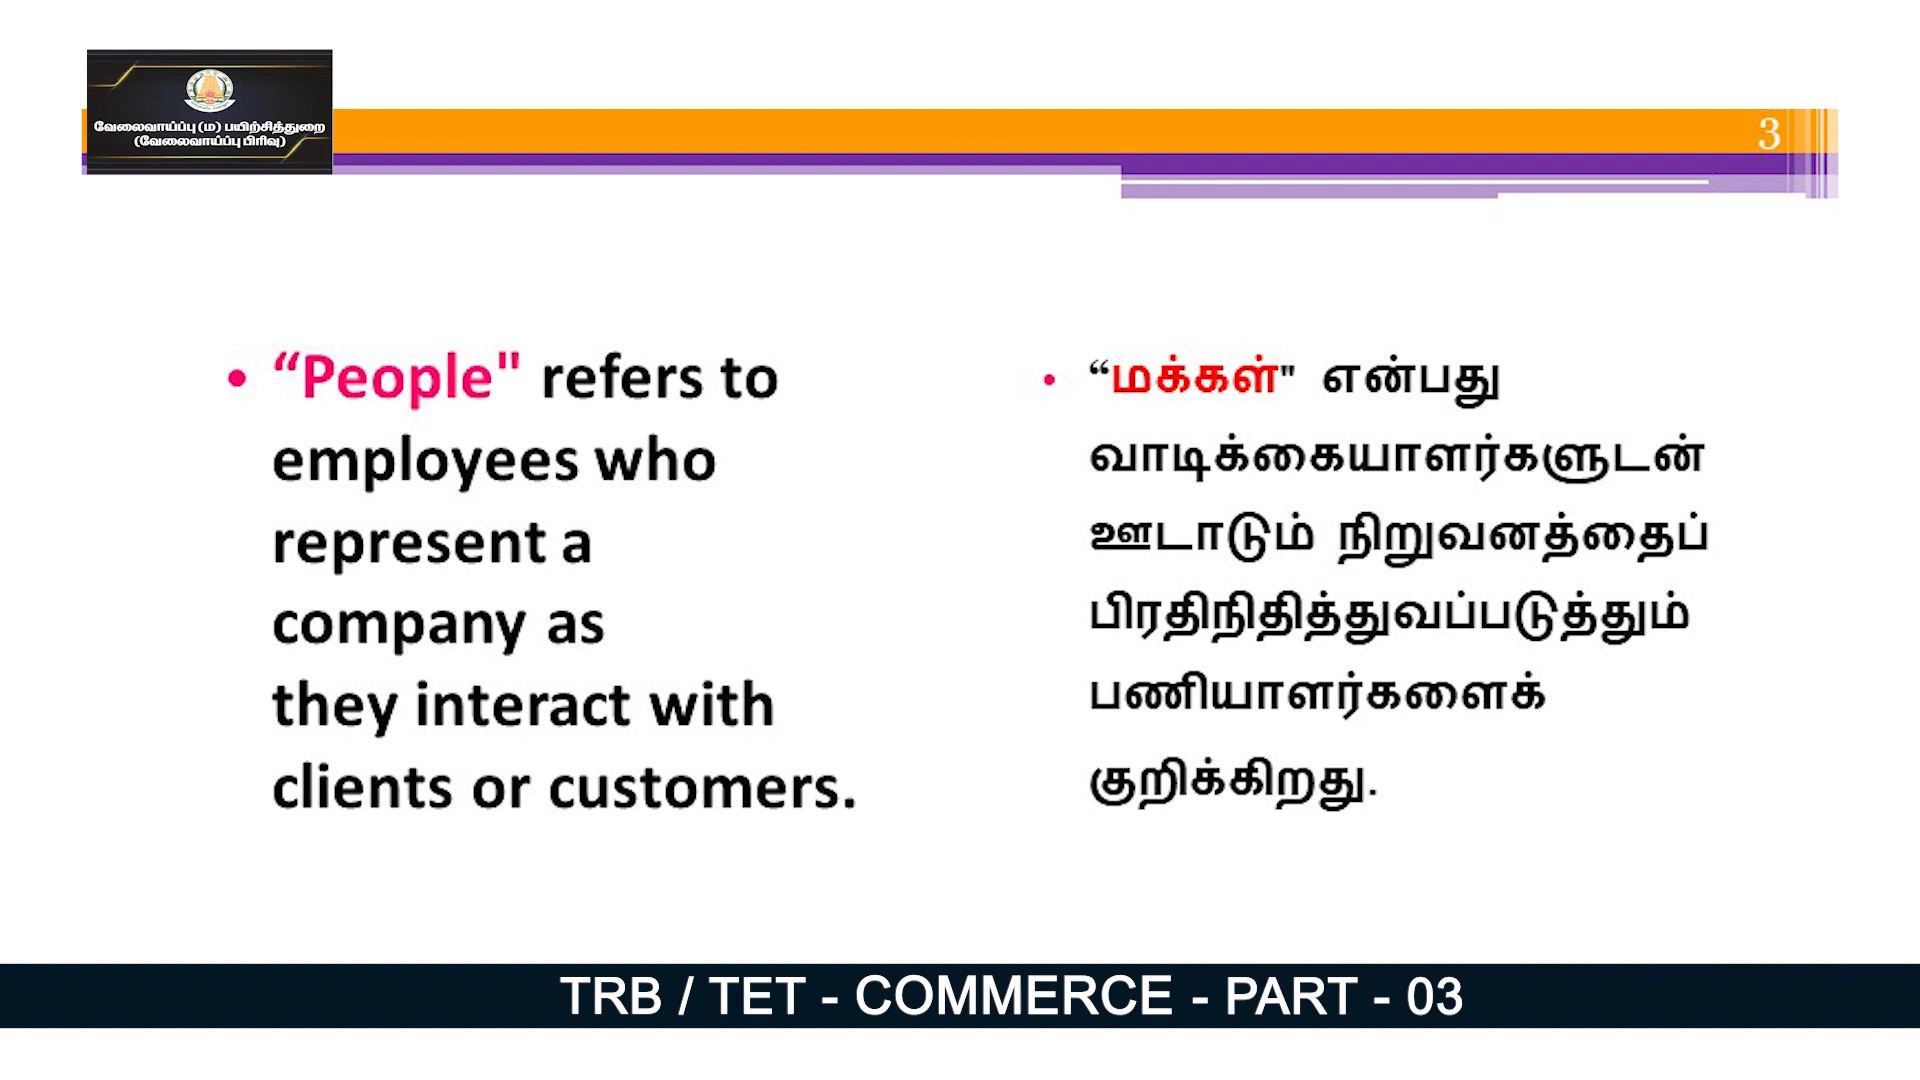 வேலைவாய்ப்பு (ம) பயிற்சித்துறை
(வேலைவாய்ப்பு பிரிவு)
3
• “People" refers to
employees who
represent a
company as
they interact with
clients or customers.
• “மக்கள்" என்பது
வாடிக்கையாளர்களுடன்
ஊடாடும் நிறுவனத்தைப்
பிரதிநிதித்துவப்படுத்தும்
பணியாளர்களைக்
குறிக்கிறது.
TRB / TET - COMMERCE - PART - 03